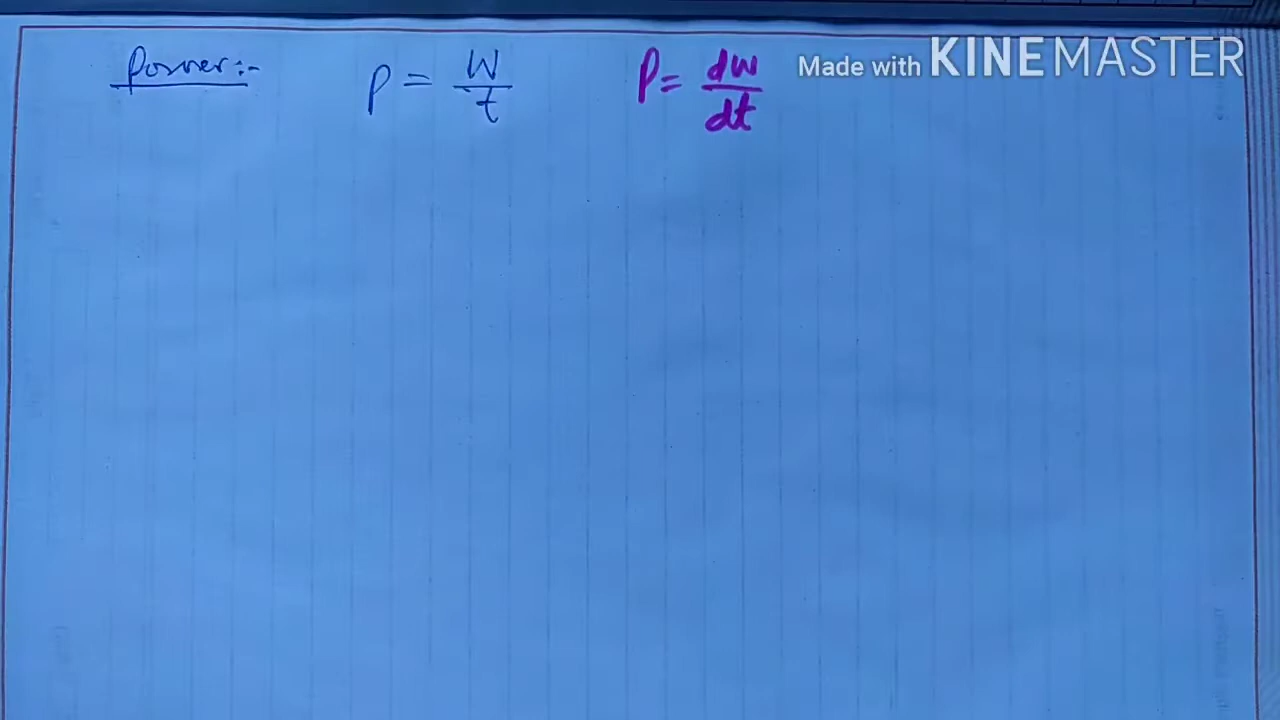 Power:- P = W/t P = dw/dt Made with KINEMASTER